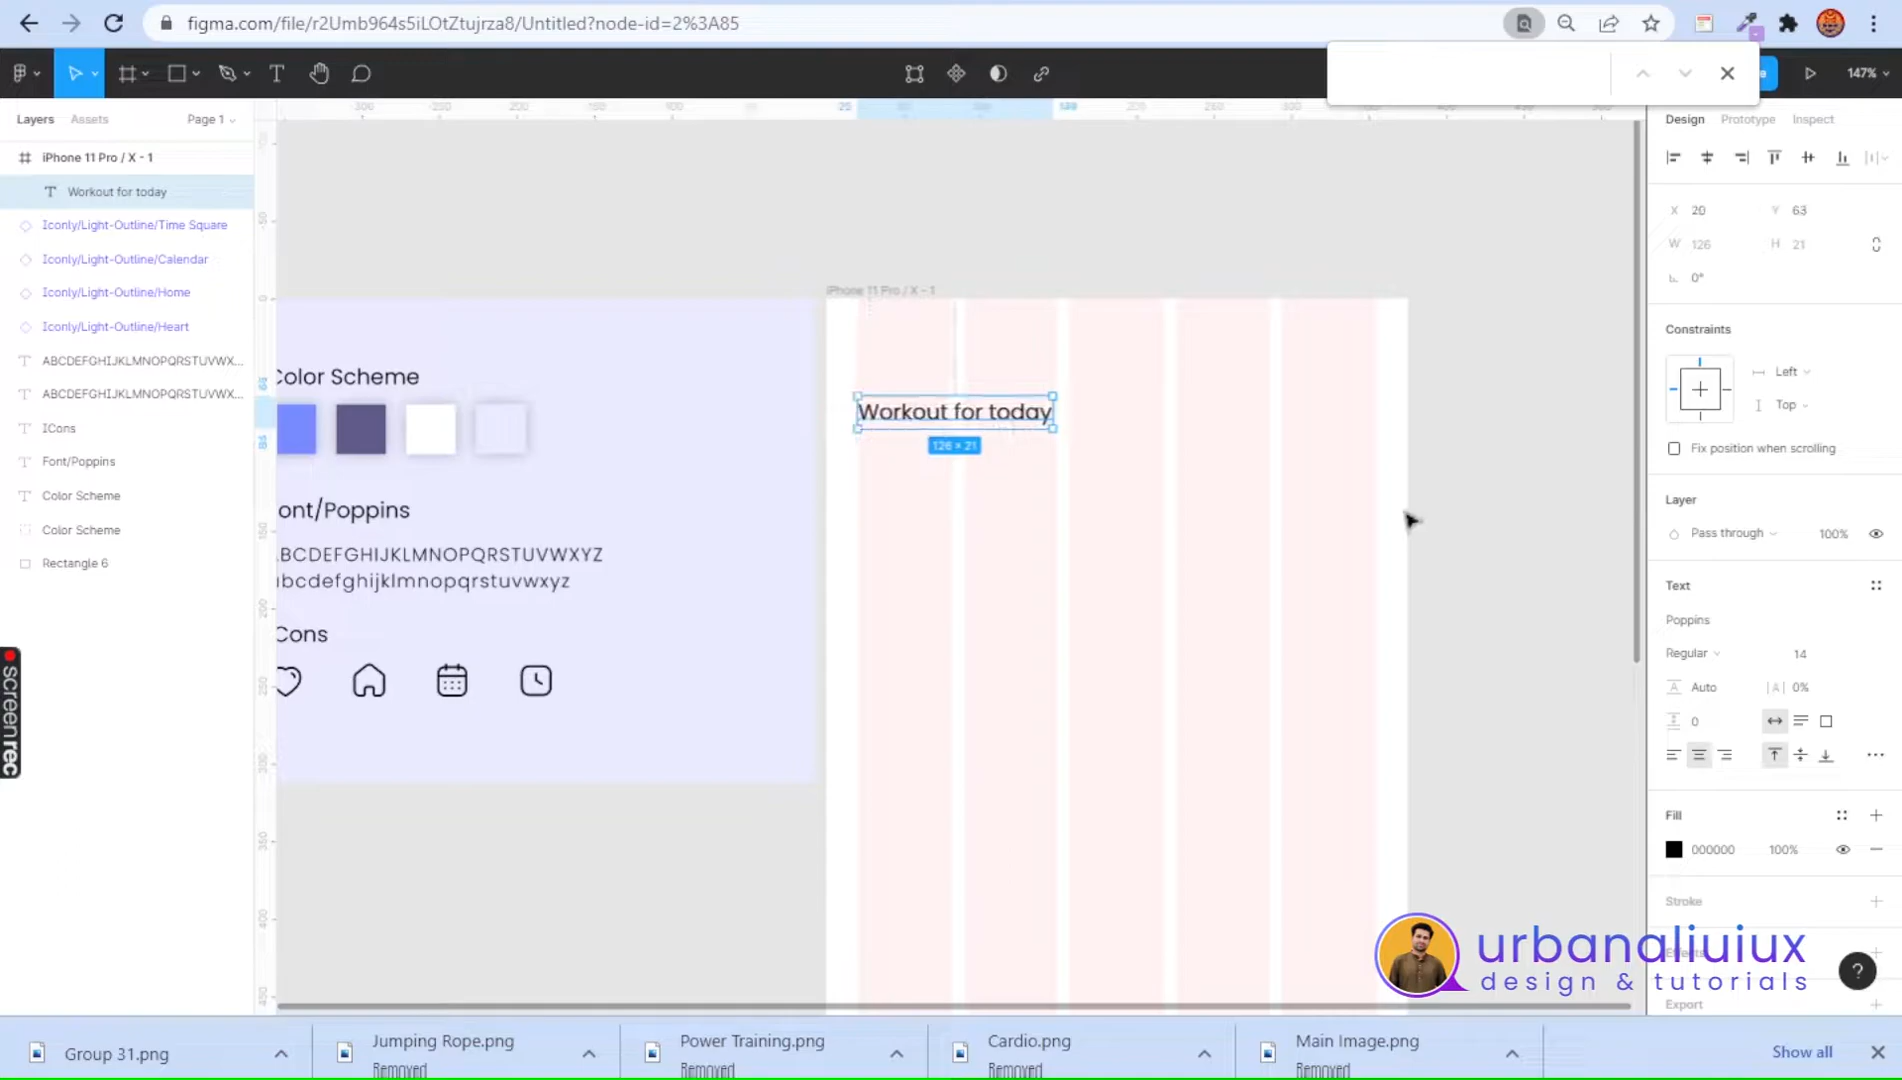 figma.com/file/r2Umb964s5iLOtZtujrza8/Untitled?node-id=2%3A85
147%
Layers
Assets
Page 1
iPhone 11 Pro / X - 1
Workout for today
Iconly/Light-Outline/Time Square
Iconly/Light-Outline/Calendar
Iconly/Light-Outline/Home
Iconly/Light-Outline/Heart
ABCDEFGHIJKLMNOPQRSTUVWX...
ABCDEFGHIJKLMNOPQRSTUVWX...
ICons
Font/Poppins
Color Scheme
Color Scheme
Rectangle 6
Color Scheme
ont/Poppins
BCDEFGHIJKLMNOPQRSTUVWXYZ
bcdefghijklmnopqrstuvwxyz
Cons
iPhone 11 Pro / X - 1
Workout for today
126 × 21
Design
Prototype
Inspect
X 20
Y 63
W 126
H 21
0°
Constraints
Left
Top
Fix position when scrolling
Layer
Pass through
100%
Text
Poppins
Regular
14
Auto
0%
0
Fill
000000
100%
Stroke
Effects
Export
urbanaliuiux
design & tutorials
screenrec
Group 31.png
Jumping Rope.png
Removed
Power Training.png
Removed
Cardio.png
Removed
Main Image.png
Removed
Show all